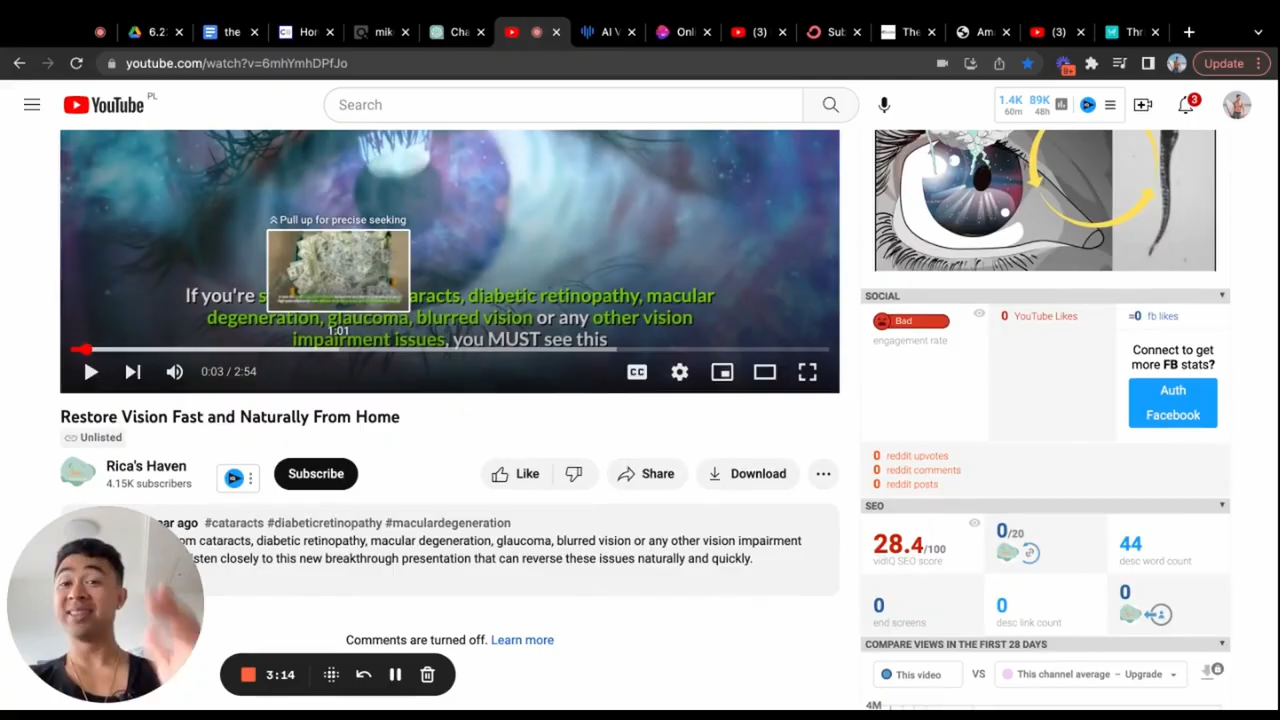 6.2:
the
Hor
mik
Cha
AI V
Onli
(3)
Sub
The
Ama
(3)
Thr
youtube.com/watch?v=6mhYmhDPfJo
9+
Update
YouTube PL
Search
1.4K 89K
60m 48h
3
Pull up for precise seeking
If you're s aracts, diabetic retinopathy, macular
degeneration, glaucoma, blurred vision or any other vision
impairment issues, you MUST see this
1:01
0:03 / 2:54
CC
Restore Vision Fast and Naturally From Home
Unlisted
Rica's Haven
4.15K subscribers
Subscribe
Like
Share
Download
ar ago #cataracts #diabeticretinopathy #maculardegeneration
om cataracts, diabetic retinopathy, macular degeneration, glaucoma, blurred vision or any other vision impairment
sten closely to this new breakthrough presentation that can reverse these issues naturally and quickly.
Comments are turned off. Learn more
3:14
SOCIAL
Bad
engagement rate
0 YouTube Likes
≈0 fb likes
Connect to get
more FB stats?
Auth
Facebook
0 reddit upvotes
0 reddit comments
0 reddit posts
SEO
28.4/100
vidiQ SEO score
0/20
44
desc word count
0
end screens
0
desc link count
0
COMPARE VIEWS IN THE FIRST 28 DAYS
This video
VS
This channel average – Upgrade
4M